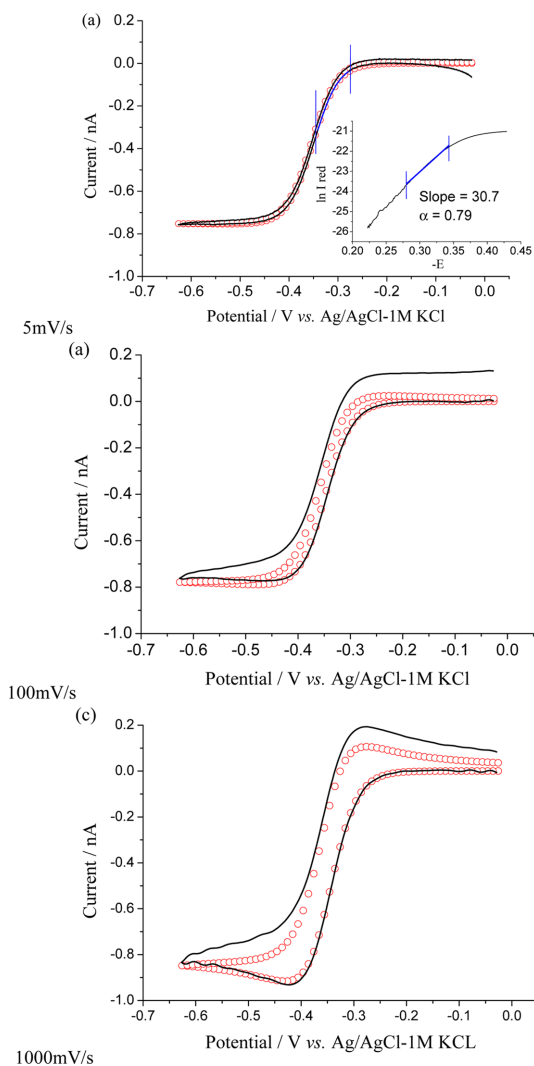 (a)
0.2
0.0
-0.2
-0.4
-0.6
-0.8
-1.0
Current / nA
-0.7 -0.6 -0.5 -0.4 -0.3 -0.2 -0.1 0.0
Potential / V vs. Ag/AgCl-1M KCl
-21
-22
-23
-24
-25
-26
ln I red
Slope = 30.7
α = 0.79
0.20 0.25 0.30 0.35 0.40 0.45
-E
5mV/s
(a)
0.2
0.0
-0.2
-0.4
-0.6
-0.8
-1.0
Current / nA
-0.7 -0.6 -0.5 -0.4 -0.3 -0.2 -0.1 0.0
Potential / V vs. Ag/AgCl-1M KCl
100mV/s
(c)
0.2
0.0
-0.2
-0.4
-0.6
-0.8
-1.0
Current / nA
-0.7 -0.6 -0.5 -0.4 -0.3 -0.2 -0.1 0.0
Potential / V vs. Ag/AgCl-1M KCL
1000mV/s